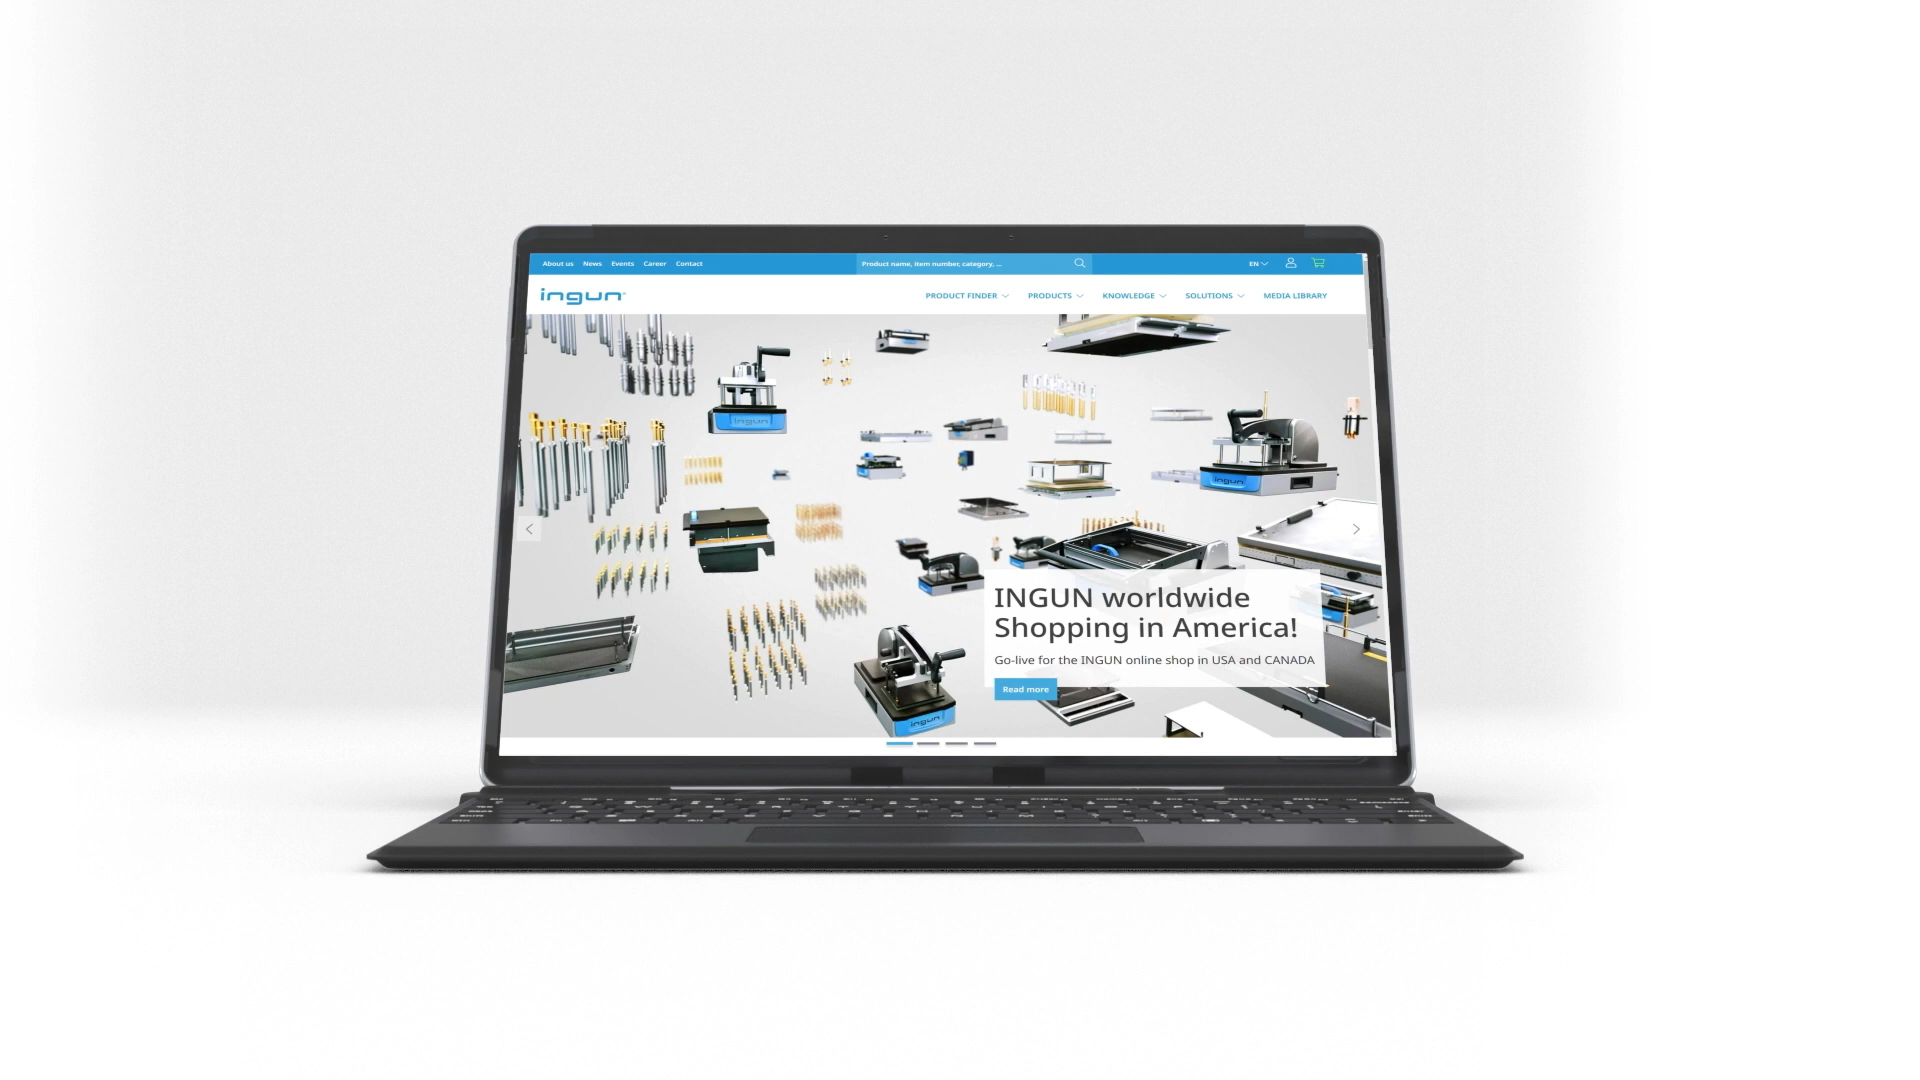 About us News Events Career Contact
Product name, item number, category, ...
EN
ingun
PRODUCT FINDER PRODUCTS KNOWLEDGE SOLUTIONS MEDIA LIBRARY
ingun
ingun
INGUN worldwide
Shopping in America!
Go-live for the INGUN online shop in USA and CANADA
Read more
ingun